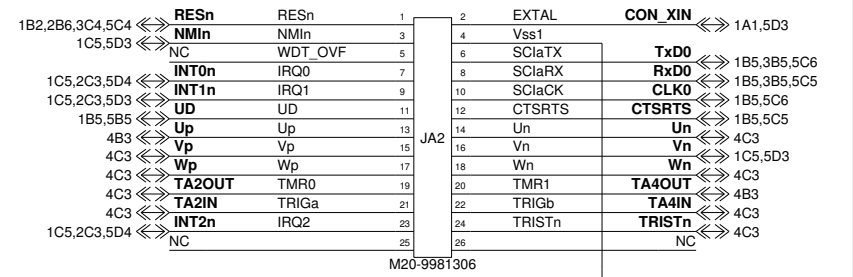 RESn RESn 1 2 EXTAL CON_XIN
1B2,2B6,3C4,5C4 1A1,5D3
NMIn NMIn 3 4 Vss1
1C5,5D3
NC WDT_OVF 5 6 SCIaTX TxD0
1B5,3B5,5C6
INT0n IRQ0 7 8 SCIaRX RxD0
1C5,2C3,5D4 1B5,3B5,5C5
INT1n IRQ1 9 10 SCIaCK CLK0
1C5,2C3,5D3 1B5,5C6
UD UD 11 12 CTSRTS CTSRTS
1B5,5B5 1B5,5C5
Up Up 13 14 Un Un
4B3 JA2 4C3
Vp Vp 15 16 Vn Vn
4C3 1C5,5D3
Wp Wp 17 18 Wn Wn
4C3 4C3
TA2OUT TMR0 19 20 TMR1 TA4OUT
4C3 4B3
TA2IN TRIGa 21 22 TRIGb TA4IN
4C3 4C3
INT2n IRQ2 23 24 TRISTn TRISTn
1C5,2C3,5D4 4C3
NC 25 26 NC
M20-9981306